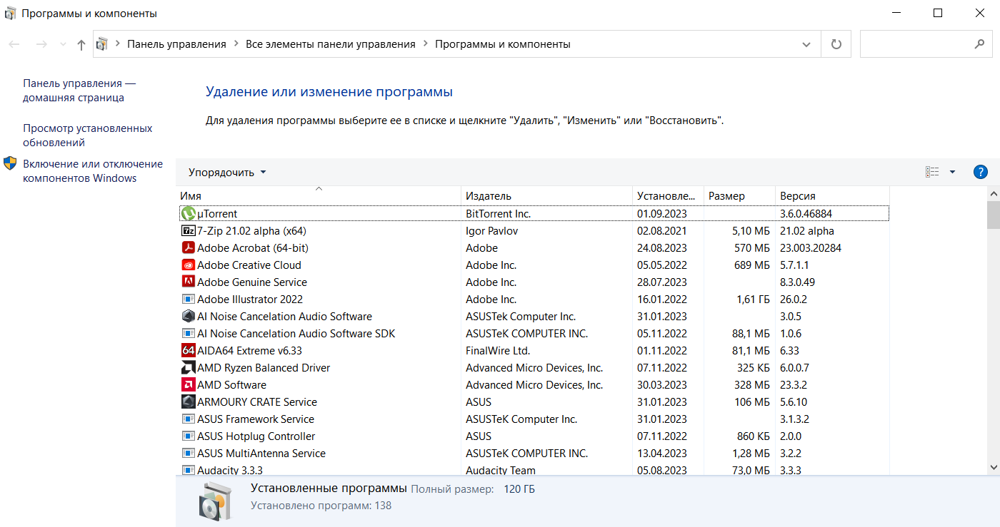 Программы и компоненты
Панель управления > Все элементы панели управления > Программы и компоненты
Панель управления —
домашняя страница
Просмотр установленных
обновлений
Включение или отключение
компонентов Windows
Удаление или изменение программы
Для удаления программы выберите ее в списке и щелкните "Удалить", "Изменить" или "Восстановить".
Упорядочить
?
Имя Издатель Установле... Размер Версия
µTorrent BitTorrent Inc. 01.09.2023 3.6.0.46884
7z 7-Zip 21.02 alpha (x64) Igor Pavlov 02.08.2021 5,10 МБ 21.02 alpha
Adobe Acrobat (64-bit) Adobe 24.08.2023 570 МБ 23.003.20284
Adobe Creative Cloud Adobe Inc. 05.05.2022 689 МБ 5.7.1.1
Adobe Genuine Service Adobe Inc. 28.07.2023 8.3.0.49
Adobe Illustrator 2022 Adobe Inc. 16.01.2022 1,61 ГБ 26.0.2
AI Noise Cancelation Audio Software ASUSTek Computer Inc. 31.01.2023 3.0.5
AI Noise Cancelation Audio Software SDK ASUSTeK COMPUTER INC. 05.11.2022 88,1 МБ 1.0.6
64 AIDA64 Extreme v6.33 FinalWire Ltd. 01.11.2022 81,1 МБ 6.33
AMD Ryzen Balanced Driver Advanced Micro Devices, Inc. 07.11.2022 325 КБ 6.0.0.7
AMD Software Advanced Micro Devices, Inc. 30.03.2023 328 МБ 23.3.2
ARMOURY CRATE Service ASUS 31.01.2023 106 МБ 5.6.10
ASUS Framework Service ASUSTeK Computer Inc. 31.01.2023 3.1.3.2
ASUS Hotplug Controller ASUS 07.11.2022 860 КБ 2.0.0
ASUS MultiAntenna Service ASUSTeK COMPUTER INC. 13.04.2023 1,28 МБ 3.2.2
Audacity 3.3.3 Audacity Team 05.08.2023 73,0 МБ 3.3.3
Установленные программы Полный размер: 120 ГБ
Установлено программ: 138